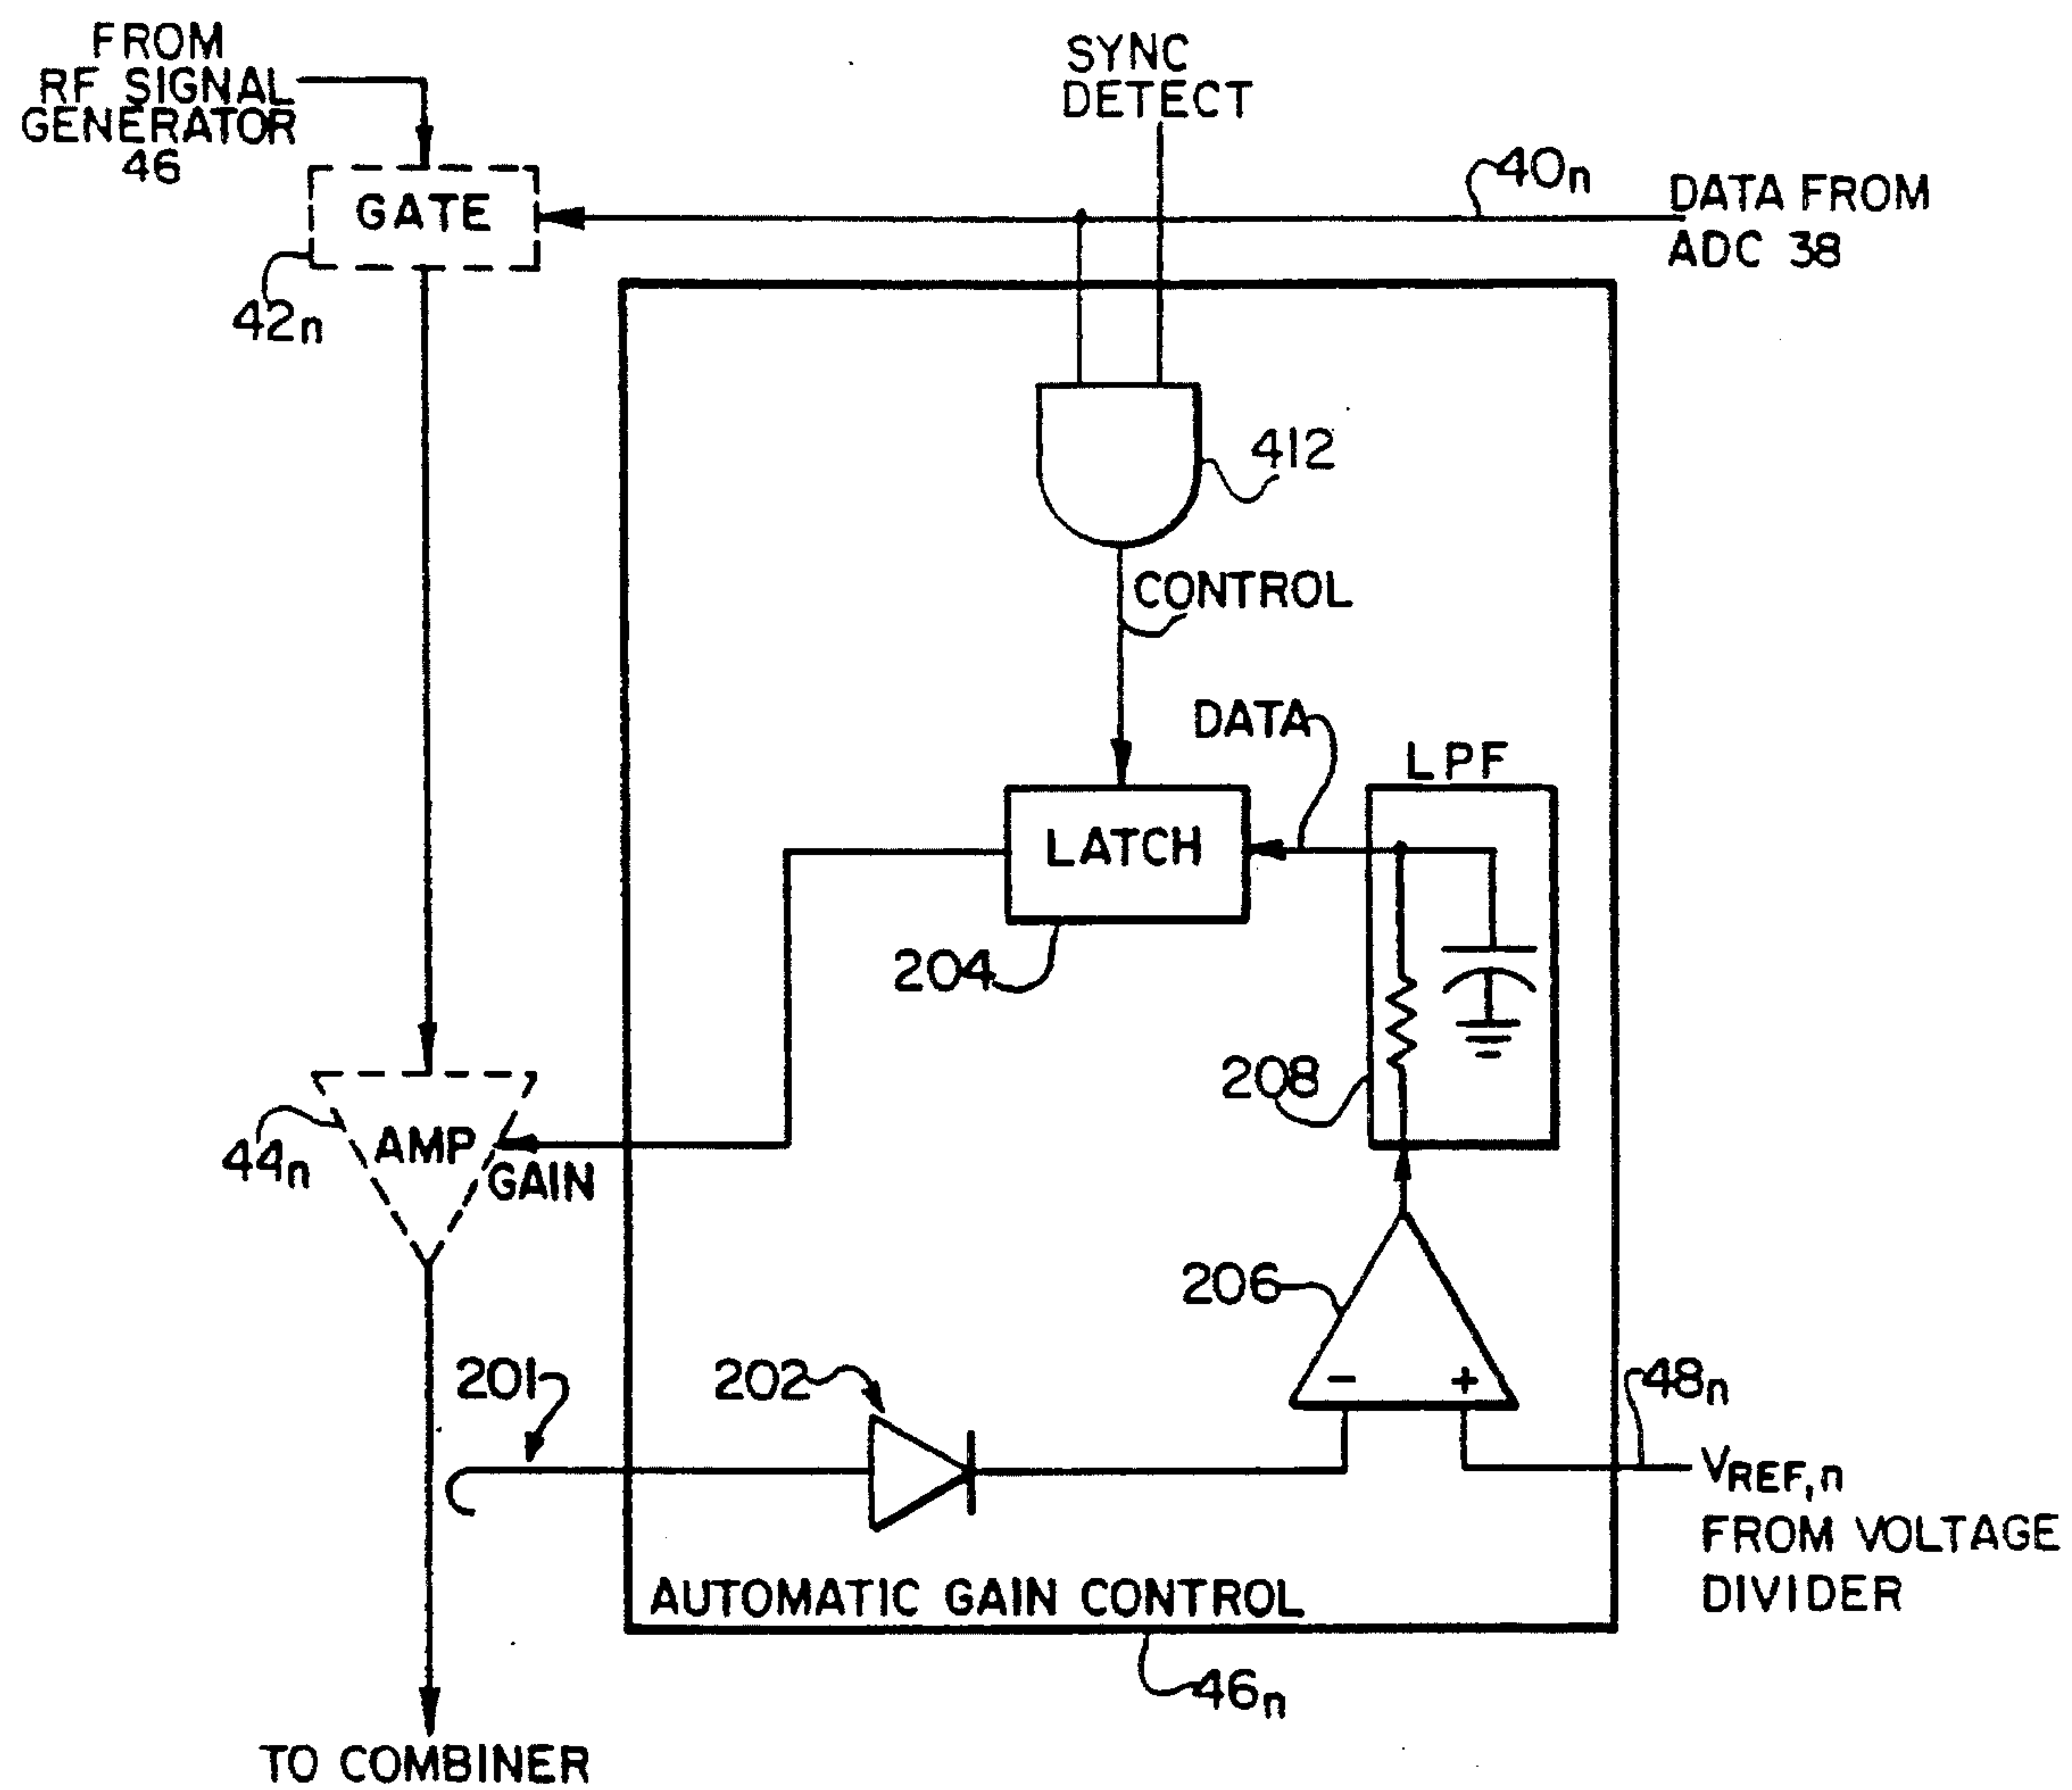 FROM
RF SIGNAL
GENERATOR
46
SYNC
DETECT
40n
DATA FROM
ADC 38
GATE
42n
412
CONTROL
DATA
LPF
LATCH
204
208
AMP
GAIN
44n
206
- +
201
202
48n
VREF,n
FROM VOLTAGE
DIVIDER
AUTOMATIC GAIN CONTROL
46n
TO COMBINER